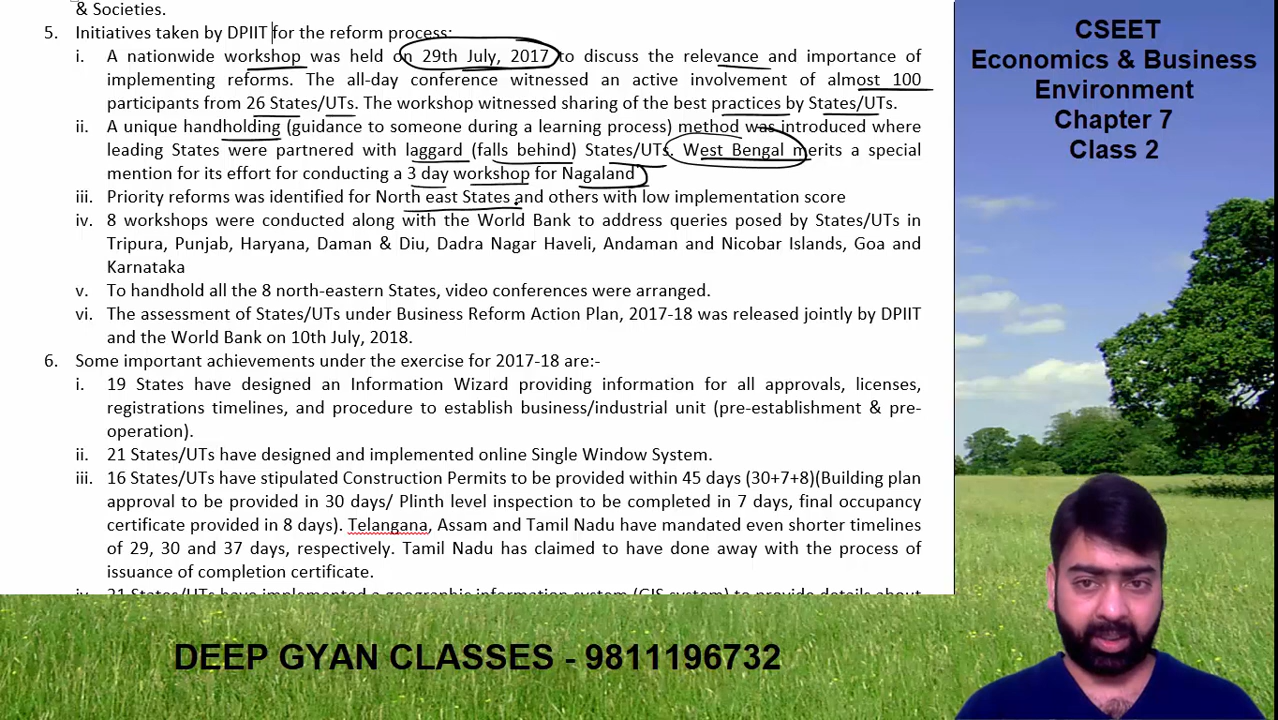 & Societies.
5. Initiatives taken by DPIIT for the reform process:
i. A nationwide workshop was held on 29th July, 2017 to discuss the relevance and importance of
implementing reforms. The all-day conference witnessed an active involvement of almost 100
participants from 26 States/UTs. The workshop witnessed sharing of the best practices by States/UTs.
ii. A unique handholding (guidance to someone during a learning process) method was introduced where
leading States were partnered with laggard (falls behind) States/UTs. West Bengal merits a special
mention for its effort for conducting a 3 day workshop for Nagaland
iii. Priority reforms was identified for North east States and others with low implementation score
iv. 8 workshops were conducted along with the World Bank to address queries posed by States/UTs in
Tripura, Punjab, Haryana, Daman & Diu, Dadra Nagar Haveli, Andaman and Nicobar Islands, Goa and
Karnataka
v. To handhold all the 8 north-eastern States, video conferences were arranged.
vi. The assessment of States/UTs under Business Reform Action Plan, 2017-18 was released jointly by DPIIT
and the World Bank on 10th July, 2018.
6. Some important achievements under the exercise for 2017-18 are:-
i. 19 States have designed an Information Wizard providing information for all approvals, licenses,
registrations timelines, and procedure to establish business/industrial unit (pre-establishment & pre-
operation).
ii. 21 States/UTs have designed and implemented online Single Window System.
iii. 16 States/UTs have stipulated Construction Permits to be provided within 45 days (30+7+8)(Building plan
approval to be provided in 30 days/ Plinth level inspection to be completed in 7 days, final occupancy
certificate provided in 8 days). Telangana, Assam and Tamil Nadu have mandated even shorter timelines
of 29, 30 and 37 days, respectively. Tamil Nadu has claimed to have done away with the process of
issuance of completion certificate.
iv. 21 States/UTs have implemented a geographic information system (GIS system) to provide details about
CSEET
Economics & Business
Environment
Chapter 7
Class 2
DEEP GYAN CLASSES - 9811196732